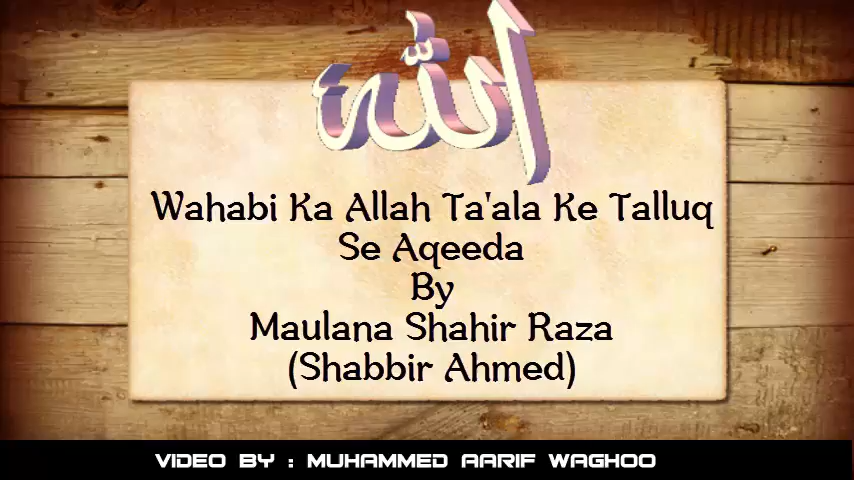 الله
Wahabi Ka Allah Ta'ala Ke Talluq
Se Aqeeda
By
Maulana Shahir Raza
(Shabbir Ahmed)
VIDEO BY : MUHAMMED AARIF WAGHOO